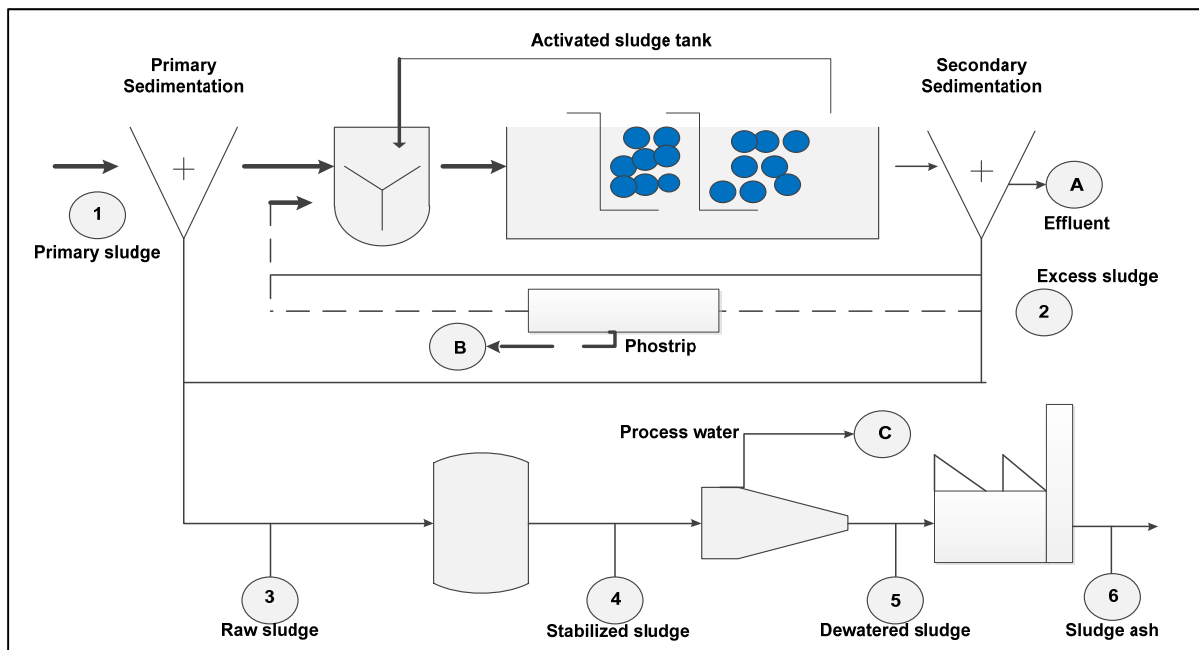 Activated sludge tank
Primary
Sedimentation
Secondary
Sedimentation
1
Primary sludge
A
Effluent
Excess sludge
2
B
Phostrip
Process water
C
3
Raw sludge
4
Stabilized sludge
5
Dewatered sludge
6
Sludge ash